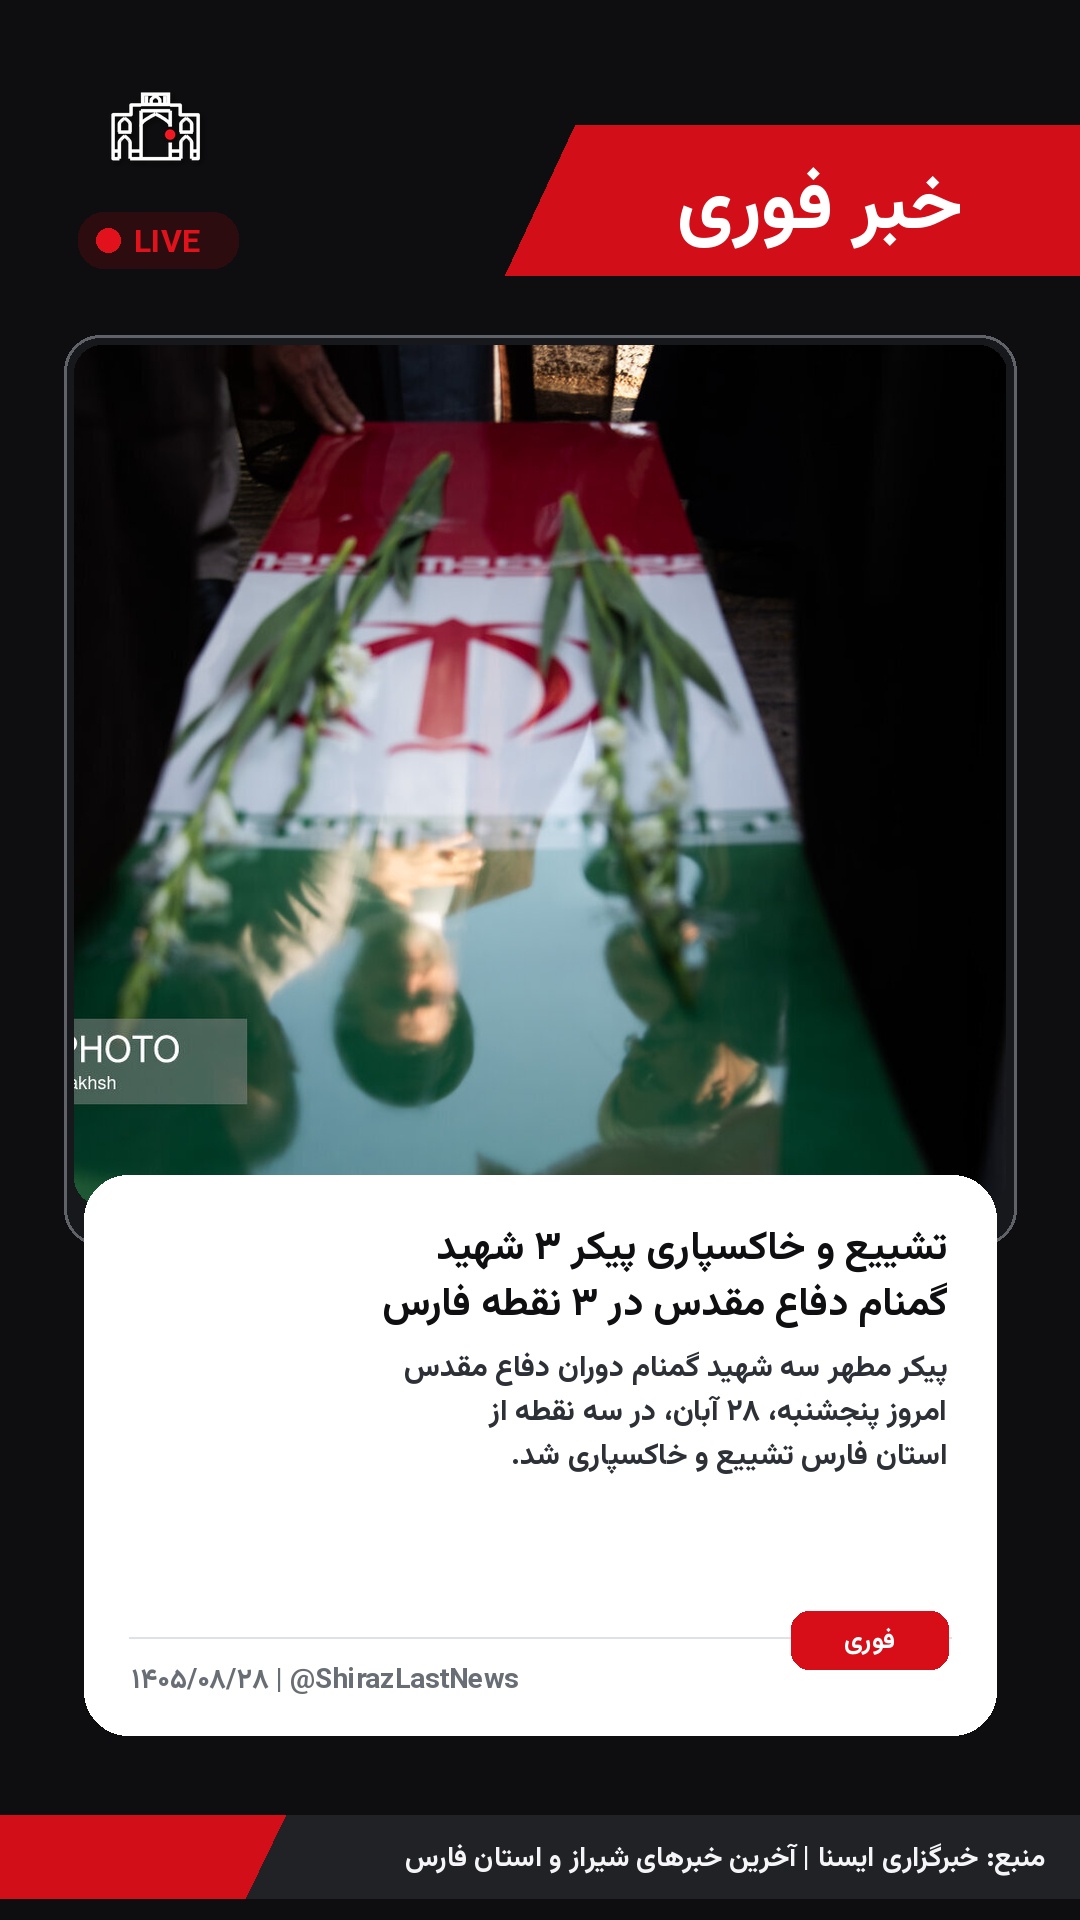 خبر فوری
LIVE
PHOTO
akhsh
تشییع و خاکسپاری پیکر ۳ شهید
گمنام دفاع مقدس در ۳ نقطه فارس
پیکر مطهر سه شهید گمنام دوران دفاع مقدس
امروز پنجشنبه، ۲۸ آبان، در سه نقطه از
استان فارس تشییع و خاکسپاری شد.
فوری
۱۴۰۵/۰۸/۲۸ | @ShirazLastNews
منبع: خبرگزاری ایسنا | آخرین خبرهای شیراز و استان فارس